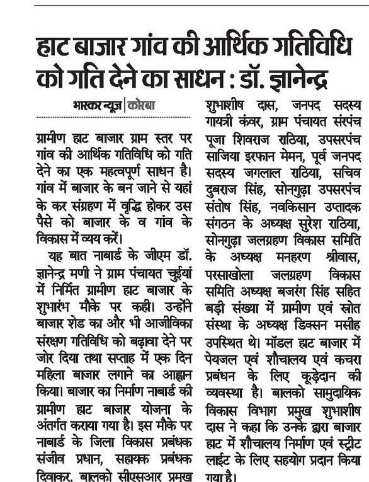 हाट बाजार गांव की आर्थिक गतिविधि
को गति देने का साधन : डॉ. ज्ञानेन्द्र
भास्कर न्यूज | कोरबा
ग्रामीण हाट बाजार ग्राम स्तर पर
गांव की आर्थिक गतिविधि को गति
देने का एक महत्वपूर्ण साधन है।
गांव में बाजार के बन जाने से यहां
के कर संग्रहण में वृद्धि होकर उस
पैसे को बाजार के व गांव के
विकास में व्यय करें।
यह बात नाबार्ड के जीएम डॉ.
ज्ञानेन्द्र मणी ने ग्राम पंचायत चुईयां
में निर्मित ग्रामीण हाट बाजार के
शुभारंभ मौके पर कही। उन्होंने
बाजार शेड का और भी आजीविका
संरक्षण गतिविधि को बढ़ावा देने पर
जोर दिया तथा सप्ताह में एक दिन
महिला बाजार लगाने का आह्वान
किया। बाजार का निर्माण नाबार्ड की
ग्रामीण हाट बाजार योजना के
अंतर्गत कराया गया है। इस मौके पर
नाबार्ड के जिला विकास प्रबंधक
संजीव प्रधान, सहायक प्रबंधक
दिवाकर, बालको सीएसआर प्रमुख
शुभाशीष दास, जनपद सदस्य
गायत्री कंवर, ग्राम पंचायत संरपंच
पूजा शिवराज राठिया, उपसरपंच
साजिया इरफान मेमन, पूर्व जनपद
सदस्य जगलाल राठिया, सचिव
दुबराज सिंह, सोनगुढ़ा उपसरपंच
संतोष सिंह, नवकिसान उत्पादक
संगठन के अध्यक्ष सुरेश राठिया,
सोनगुढ़ा जलग्रहण विकास समिति
के अध्यक्ष मनहरण श्रीवास,
परसाखोला जलग्रहण विकास
समिति अध्यक्ष बजरंग सिंह सहित
बड़ी संख्या में ग्रामीण एवं स्रोत
संस्था के अध्यक्ष डिक्सन मसीह
उपस्थित थे। मॉडल हाट बाजार में
पेयजल एवं शौचालय एवं कचरा
प्रबंधन के लिए कूड़ेदान की
व्यवस्था है। बालको सामुदायिक
विकास विभाग प्रमुख शुभाशीष
दास ने कहा कि उनके द्वारा बाजार
हाट में शौचालय निर्माण एवं स्ट्रीट
लाईट के लिए सहयोग प्रदान किया
गया है।